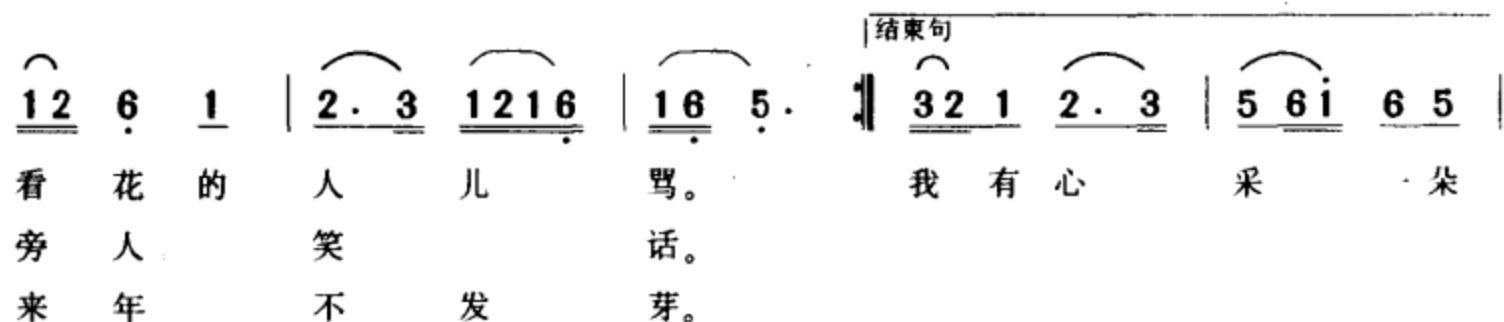 结束句
12 6 1 | 2. 3 1216 | 16 5. :‖ 32 1 2. 3 | 5 61 6 5 |
看 花 的 人 儿 骂。 我 有 心 采 朵
旁 人 笑 话。
来 年 不 发 芽。